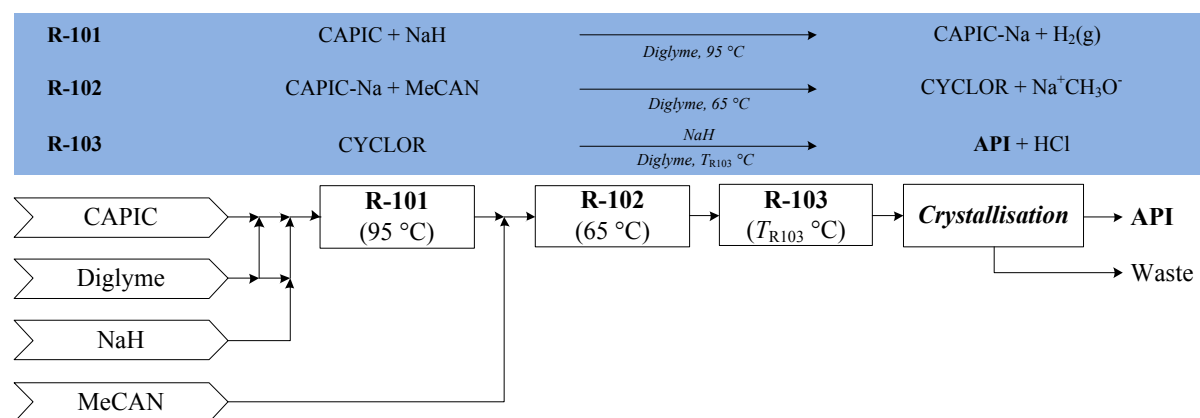 R-101 CAPIC + NaH Diglyme, 95 °C CAPIC-Na + H2(g)
R-102 CAPIC-Na + MeCAN Diglyme, 65 °C CYCLOR + Na+CH3O-
R-103 CYCLOR NaH Diglyme, TR103 °C API + HCl
CAPIC
R-101
(95 °C)
R-102
(65 °C)
R-103
(TR103 °C)
Crystallisation
API
Diglyme
Waste
NaH
MeCAN